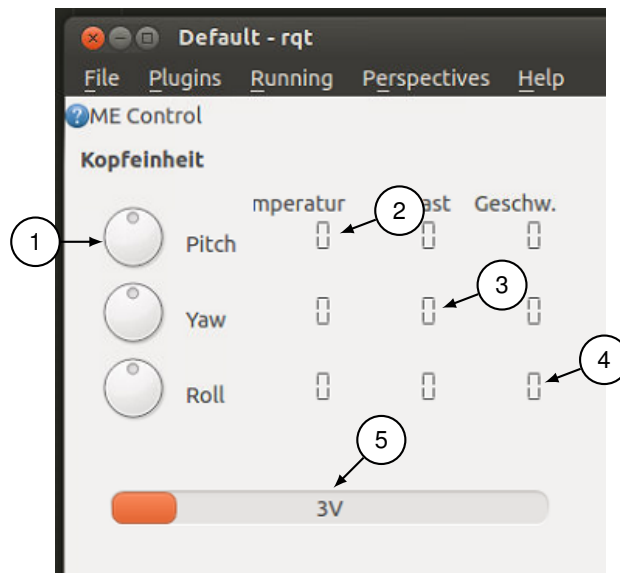 Default - rqt
File Plugins Running Perspectives Help
ME Control
Kopfeinheit
mperatur 2 ast Geschw.
1 Pitch 0 0 0
3
Yaw 0 0 0
4
Roll 0 0 0
5
3V